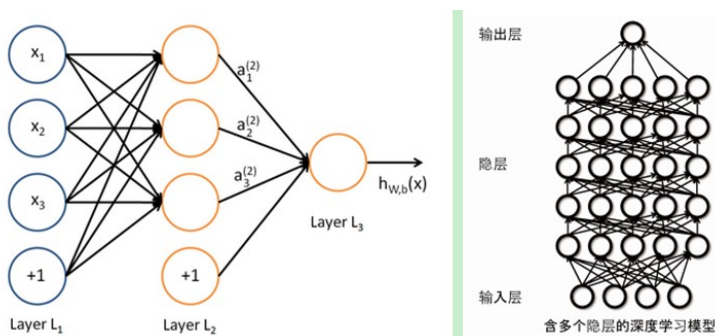 x₁
x₂
x₃
+1
Layer L₁
a₁⁽²⁾
a₂⁽²⁾
a₃⁽²⁾
+1
Layer L₂
Layer L₃
h_W,b(x)
输出层
隐层
输入层
含多个隐层的深度学习模型